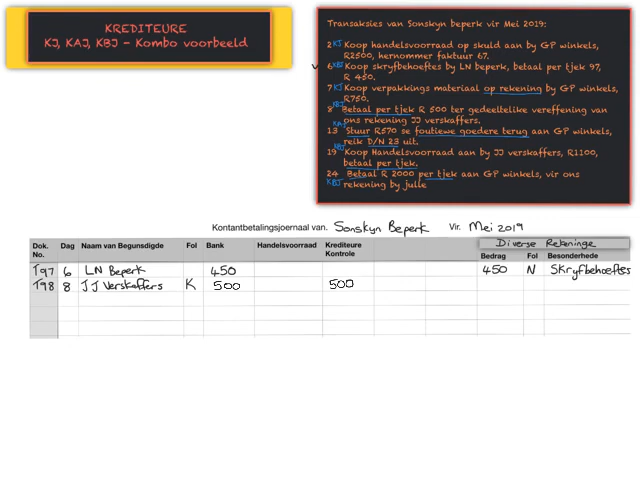 KREDITEURE
KJ, KAJ, KBJ - Kombo voorbeeld
Transaksies van Sonskyn beperk vir Mei 2019:
2 KJ Koop handelsvoorraad op skuld aan by GP winkels,
R2500, hernommer faktuur 67.
6 KBJ Koop skryfbehoeftes by LN beperk, betaal per tjek 97,
R 450.
7 KJ Koop verpakkings materiaal op rekening by GP winkels,
R750.
8 KBJ Betaal per tjek R 500 ter gedeeltelike vereffening van
ons rekening JJ verskaffers.
13 KAJ Stuur R570 se foutiewe goedere terug aan GP winkels,
reik D/N 23 uit.
19 KBJ Koop Handelsvoorraad aan by JJ verskaffers, R1100,
betaal per tjek.
24 Betaal R 2000 per tjek aan GP winkels, vir ons
KBJ rekening by julle
Kontantbetalingsjoernaal van. Sonskyn Beperk Vir. Mei 2019
Diverse Rekeninge
Dok. No. Dag Naam van Begunsdigde Fol Bank Handelsvoorraad Krediteure Kontrole Bedrag Fol Besonderhede
T97 6 LN Beperk 450 450 N Skryfbehoeftes
T98 8 JJ Verskaffers K 500 500